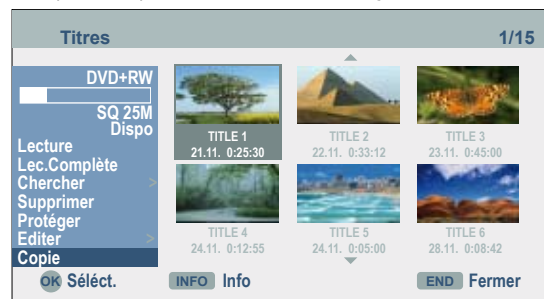 Titres 1/15
DVD+RW
SQ 25M
Dispo
Lecture
Lec.Complète
Chercher >
Supprimer
Protéger
Editer >
Copie
TITLE 1
21.11. 0:25:30
TITLE 2
22.11. 0:33:12
TITLE 3
23.11. 0:45:00
TITLE 4
24.11. 0:12:55
TITLE 5
24.11. 0:05:00
TITLE 6
28.11. 0:08:42
OK Séléct. INFO Info END Fermer